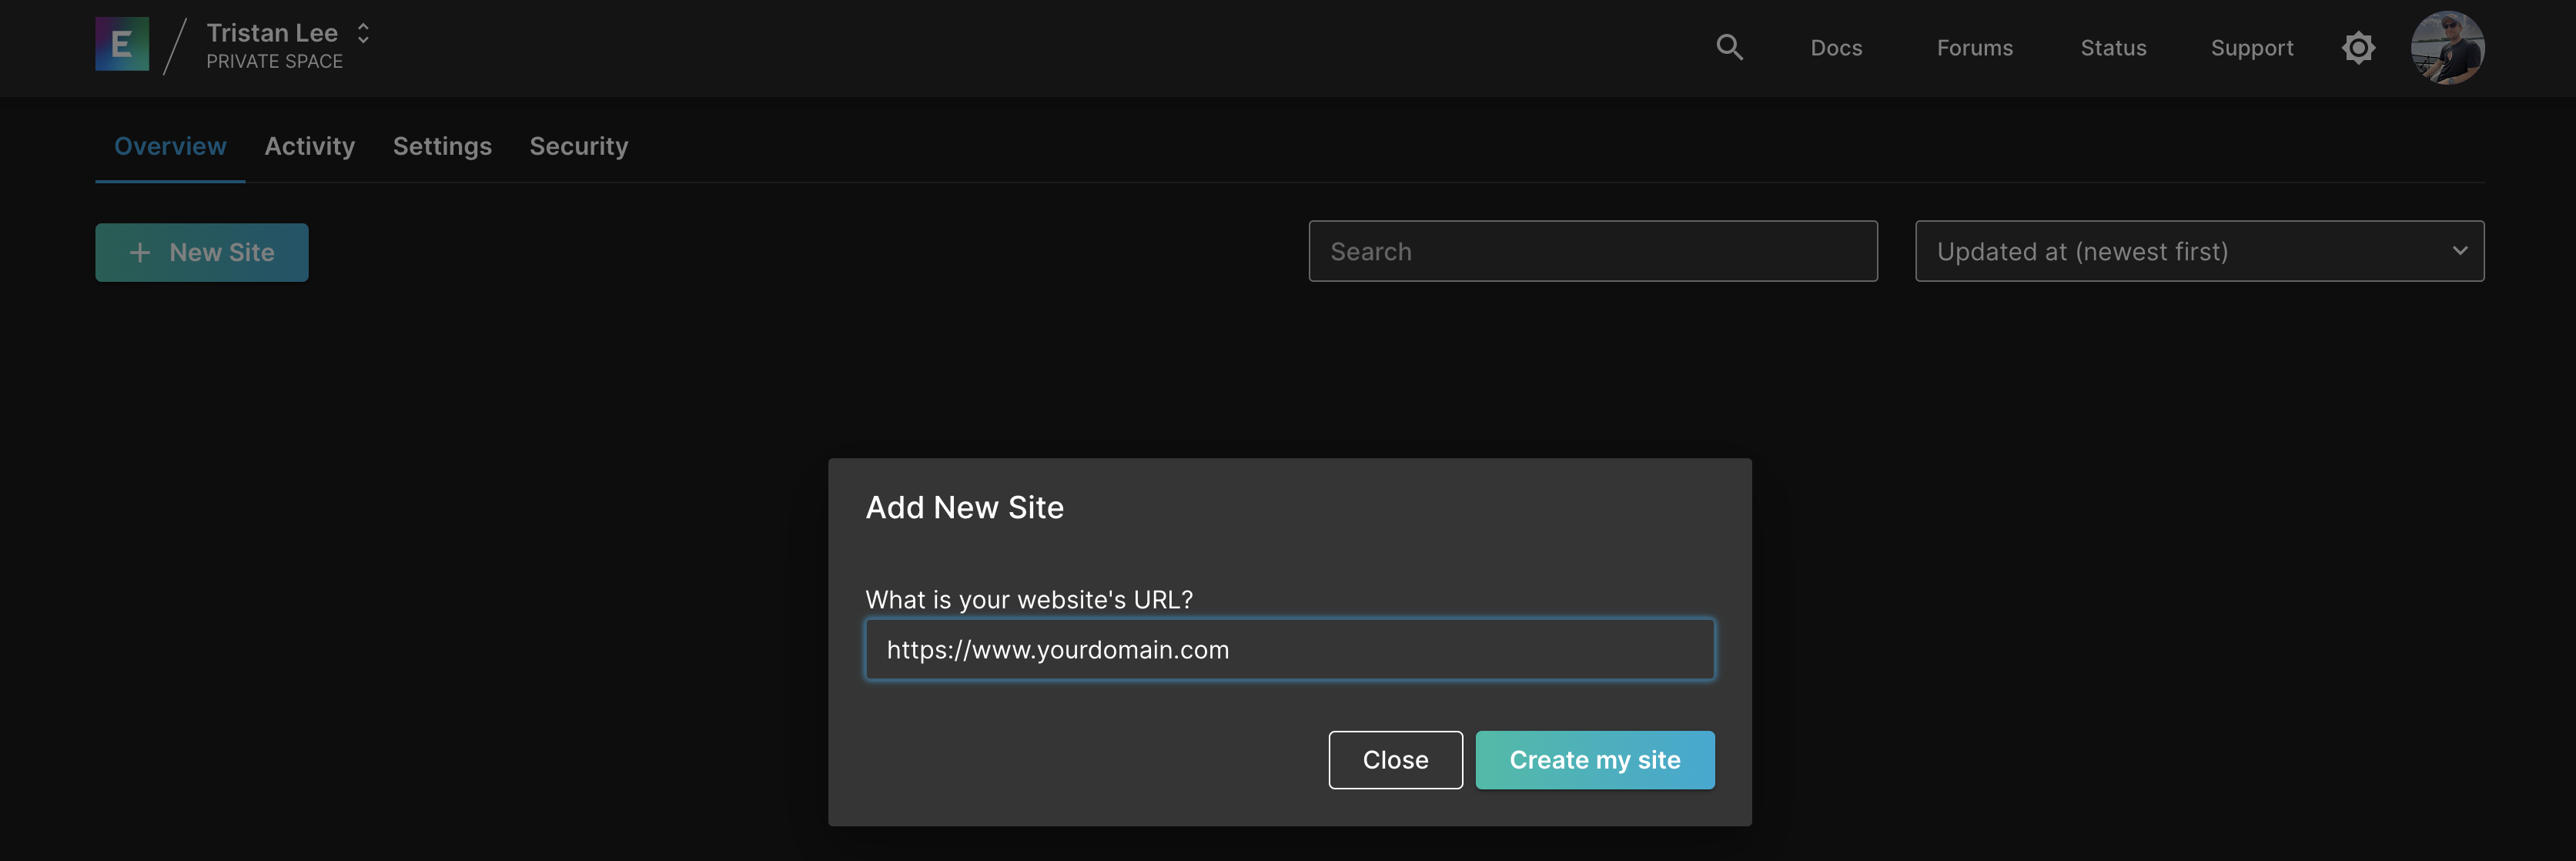 E
Tristan Lee
PRIVATE SPACE
Docs Forums Status Support
Overview Activity Settings Security
+ New Site
Search
Updated at (newest first)
Add New Site
What is your website's URL?
https://www.yourdomain.com
Close Create my site